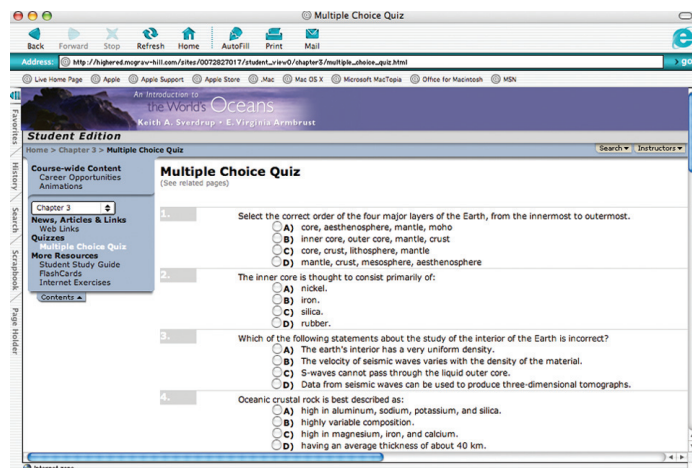 Multiple Choice Quiz
Back Forward Stop Refresh Home AutoFill Print Mail
Address: http://highered.mcgraw-hill.com/sites/0072827017/student_view0/chapter3/multiple_choice_quiz.html go
Live Home Page Apple Apple Support Apple Store .Mac Mac OS X Microsoft MacTopia Office for Macintosh MSN
Favorites
History
Search
Scrapbook
Page Holder
An Introduction to
the World's Oceans
Keith A. Sverdrup • E. Virginia Armbrust
Student Edition
Home > Chapter 3 > Multiple Choice Quiz
Search Instructors
Course-wide Content
Career Opportunities
Animations
Chapter 3
News, Articles & Links
Web Links
Quizzes
Multiple Choice Quiz
More Resources
Student Study Guide
FlashCards
Internet Exercises
Contents
Multiple Choice Quiz
(See related pages)
1. Select the correct order of the four major layers of the Earth, from the innermost to outermost.
A) core, aesthenosphere, mantle, moho
B) inner core, outer core, mantle, crust
C) core, crust, lithosphere, mantle
D) mantle, crust, mesosphere, aesthenosphere
2. The inner core is thought to consist primarily of:
A) nickel.
B) iron.
C) silica.
D) rubber.
3. Which of the following statements about the study of the interior of the Earth is incorrect?
A) The earth's interior has a very uniform density.
B) The velocity of seismic waves varies with the density of the material.
C) S-waves cannot pass through the liquid outer core.
D) Data from seismic waves can be used to produce three-dimensional tomographs.
4. Oceanic crustal rock is best described as:
A) high in aluminum, sodium, potassium, and silica.
B) highly variable composition.
C) high in magnesium, iron, and calcium.
D) having an average thickness of about 40 km.